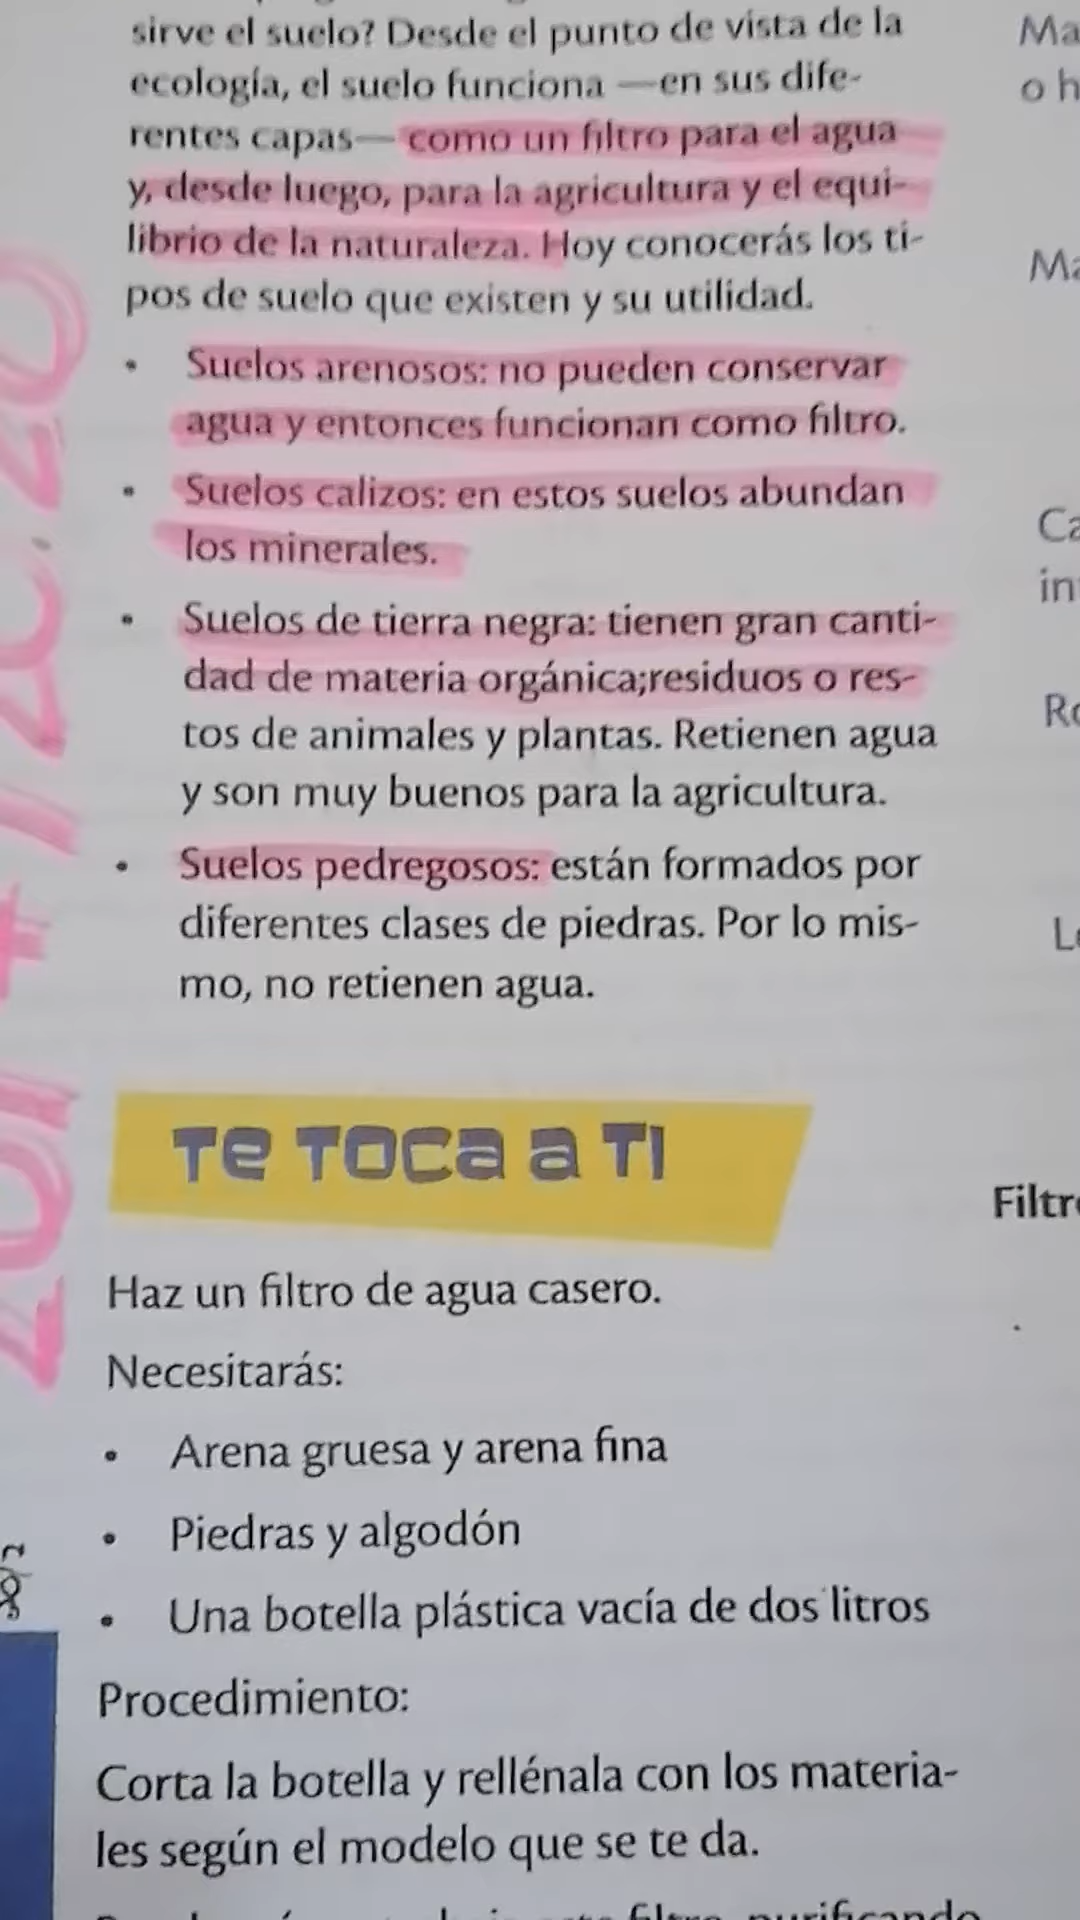 sirve el suelo? Desde el punto de vista de la
ecología, el suelo funciona —en sus dife-
rentes capas— como un filtro para el agua
y, desde luego, para la agricultura y el equi-
librio de la naturaleza. Hoy conocerás los ti-
pos de suelo que existen y su utilidad.
• Suelos arenosos: no pueden conservar
agua y entonces funcionan como filtro.
• Suelos calizos: en estos suelos abundan
los minerales.
• Suelos de tierra negra: tienen gran canti-
dad de materia orgánica;residuos o res-
tos de animales y plantas. Retienen agua
y son muy buenos para la agricultura.
• Suelos pedregosos: están formados por
diferentes clases de piedras. Por lo mis-
mo, no retienen agua.
Te Toca a Ti
Haz un filtro de agua casero.
Necesitarás:
• Arena gruesa y arena fina
• Piedras y algodón
• Una botella plástica vacía de dos litros
Procedimiento:
Corta la botella y rellénala con los materia-
les según el modelo que se te da.
filtro, purificando
Ma
o h
Ma
Ca
in
Ro
Filtr